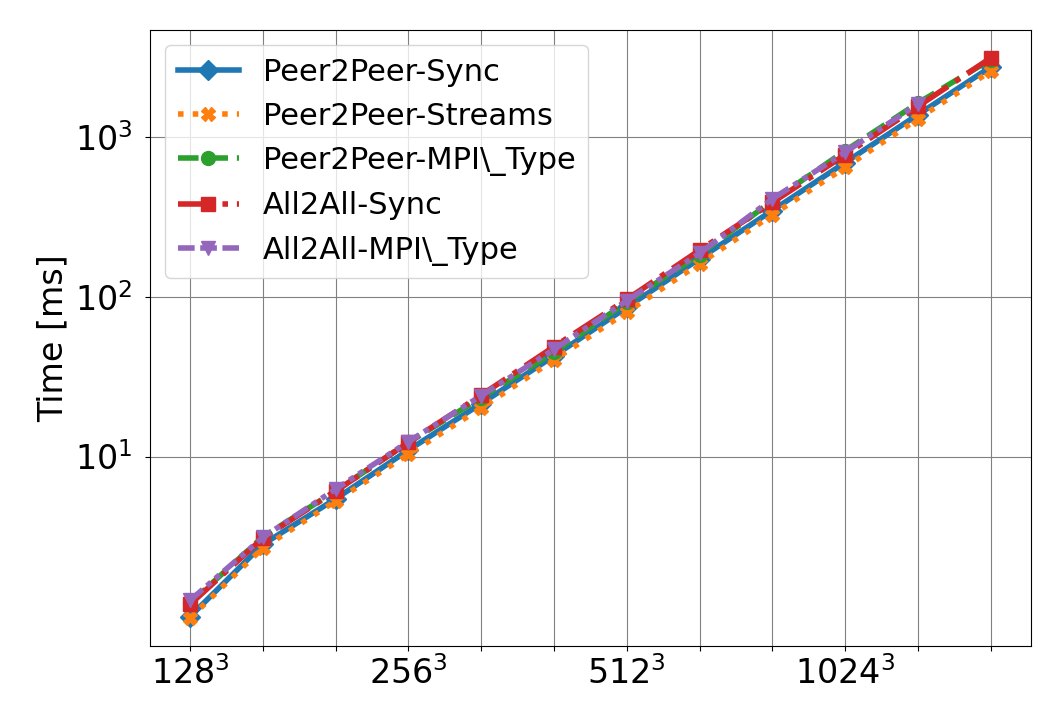 Peer2Peer-Sync
Peer2Peer-Streams
Peer2Peer-MPI\_Type
All2All-Sync
All2All-MPI\_Type
Time [ms]
10³
10²
10¹
128³ 256³ 512³ 1024³